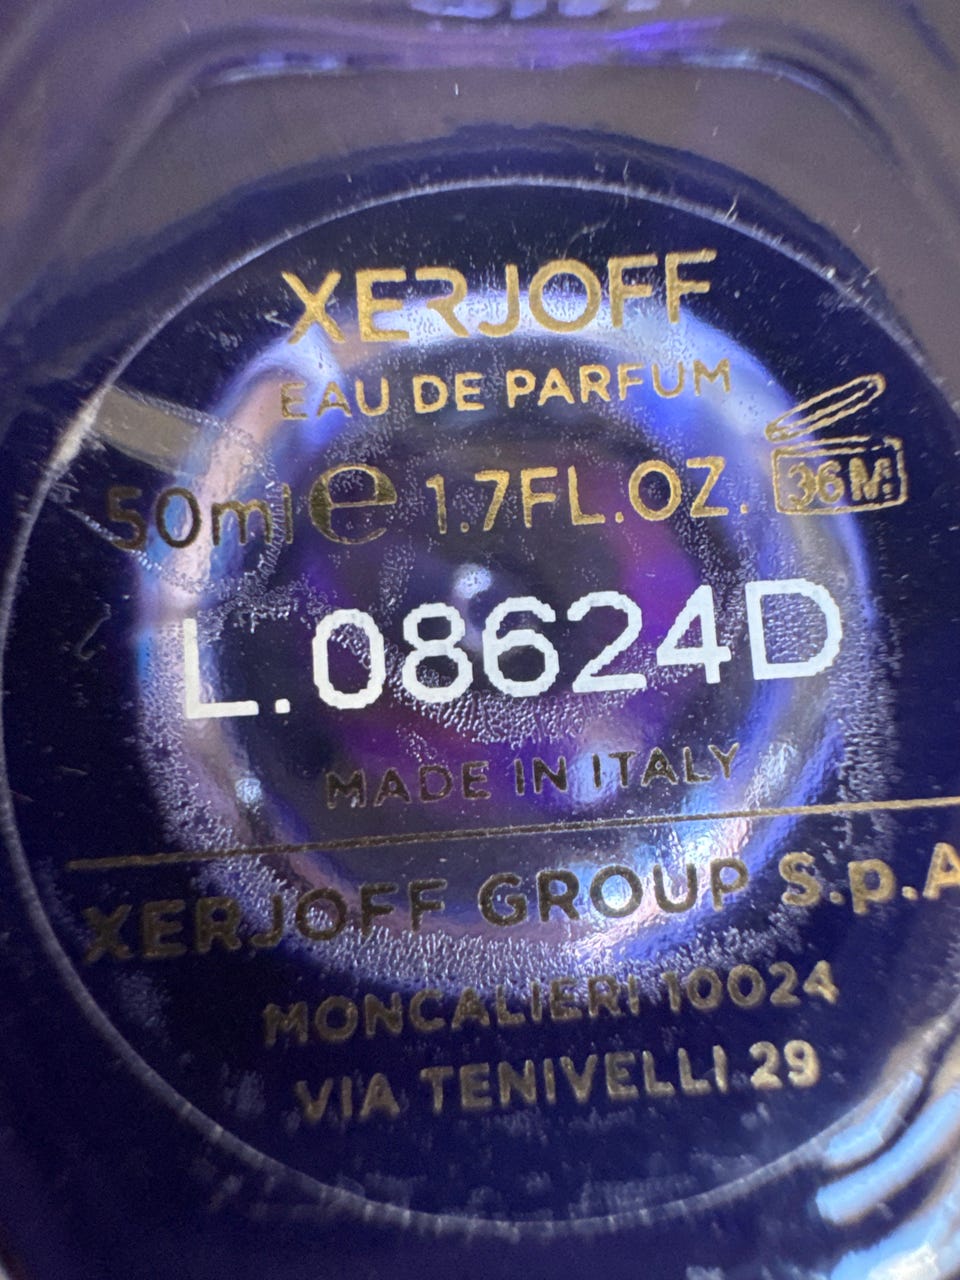 XERJOFF
EAU DE PARFUM
50ml e 1.7FL.OZ. 36M
L.08624D
MADE IN ITALY
XERJOFF GROUP S.p.A
MONCALIERI 10024
VIA TENIVELLI 29